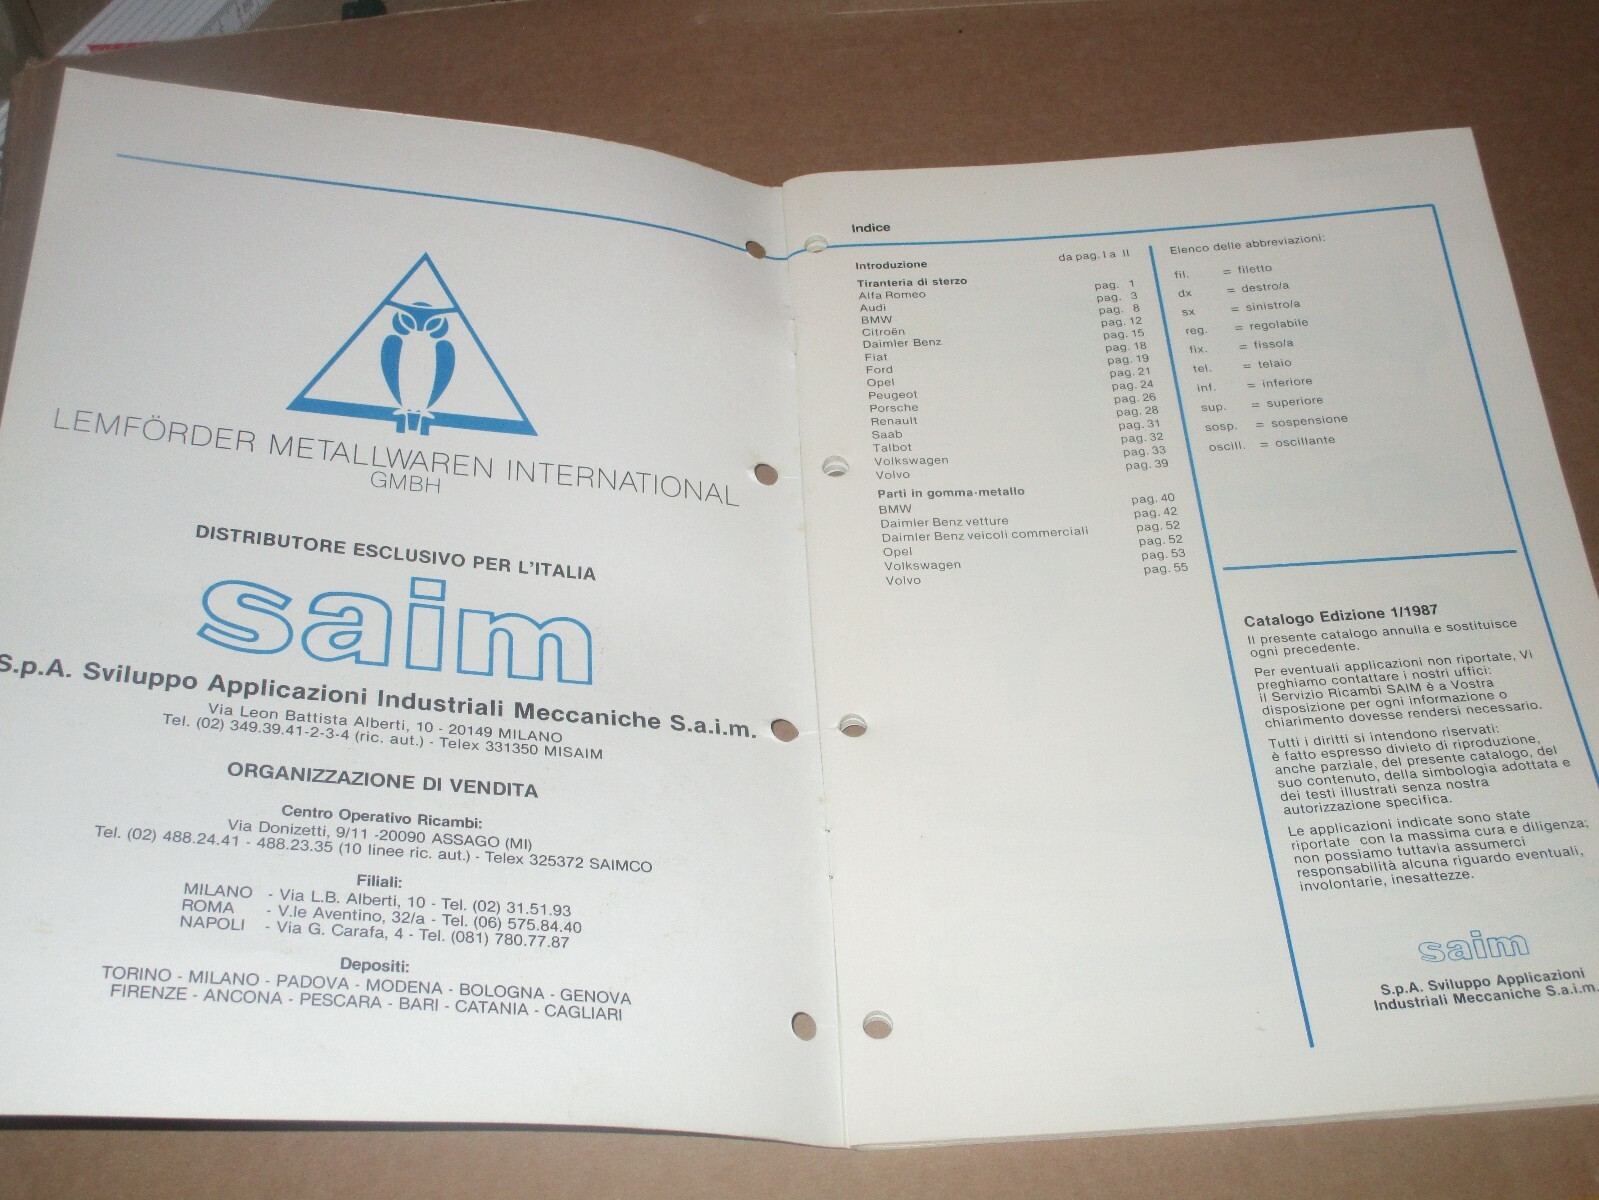 LEMFÖRDER METALLWAREN INTERNATIONAL
GMBH
DISTRIBUTORE ESCLUSIVO PER L'ITALIA
saim
S.p.A. Sviluppo Applicazioni Industriali Meccaniche S.a.i.m.
Via Leon Battista Alberti, 10 - 20149 MILANO
Tel. (02) 349.39.41-2-3-4 (ric. aut.) - Telex 331350 MISAIM
ORGANIZZAZIONE DI VENDITA
Centro Operativo Ricambi:
Via Donizetti, 9/11 -20090 ASSAGO (MI)
Tel. (02) 488.24.41 - 488.23.35 (10 linee ric. aut.) - Telex 325372 SAIMCO
Filiali:
MILANO - Via L.B. Alberti, 10 - Tel. (02) 31.51.93
ROMA - V.le Aventino, 32/a - Tel. (06) 575.84.40
NAPOLI - Via G. Carafa, 4 - Tel. (081) 780.77.87
Depositi:
TORINO - MILANO - PADOVA - MODENA - BOLOGNA - GENOVA
FIRENZE - ANCONA - PESCARA - BARI - CATANIA - CAGLIARI
Indice
Introduzione da pag. I a II
Tiranteria di sterzo
Alfa Romeo pag. 1
Audi pag. 3
BMW pag. 8
Citroën pag. 12
Daimler Benz pag. 15
Fiat pag. 18
Ford pag. 19
Opel pag. 21
Peugeot pag. 24
Porsche pag. 26
Renault pag. 28
Saab pag. 31
Talbot pag. 32
Volkswagen pag. 33
Volvo pag. 39
Parti in gomma-metallo
BMW pag. 40
Daimler Benz vetture pag. 42
Daimler Benz veicoli commerciali pag. 52
Opel pag. 52
Volkswagen pag. 53
Volvo pag. 55
Elenco delle abbreviazioni:
fil. = filetto
dx = destro/a
sx = sinistro/a
reg. = regolabile
fix. = fisso/a
tel. = telaio
inf. = inferiore
sup. = superiore
sosp. = sospensione
oscill. = oscillante
Catalogo Edizione 1/1987
Il presente catalogo annulla e sostituisce
ogni precedente.
Per eventuali applicazioni non riportate, Vi
preghiamo contattare i nostri uffici:
il Servizio Ricambi SAIM è a Vostra
disposizione per ogni informazione o
chiarimento dovesse rendersi necessario.
Tutti i diritti si intendono riservati:
è fatto espresso divieto di riproduzione,
anche parziale, del presente catalogo, del
suo contenuto, della simbologia adottata e
dei testi illustrati senza nostra
autorizzazione specifica.
Le applicazioni indicate sono state
riportate con la massima cura e diligenza;
non possiamo tuttavia assumerci
responsabilità alcuna riguardo eventuali,
involontarie, inesattezze.
saim
S.p.A. Sviluppo Applicazioni
Industriali Meccaniche S.a.i.m.